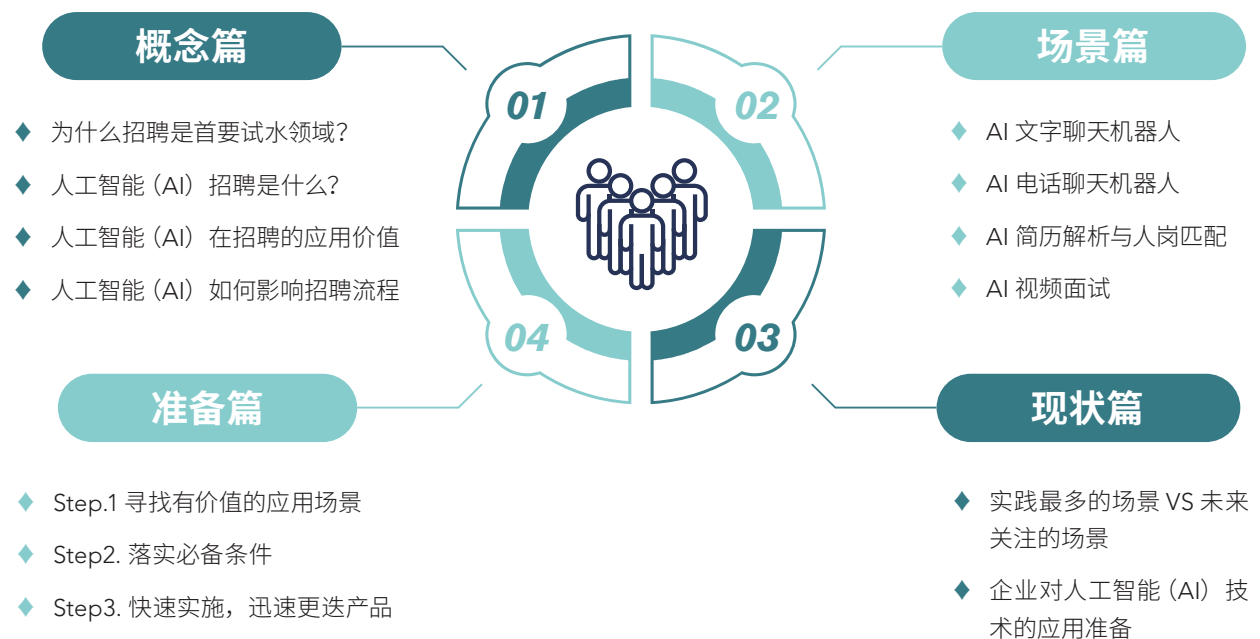 概念篇
01
为什么招聘是首要试水领域？
人工智能（AI）招聘是什么？
人工智能（AI）在招聘的应用价值
人工智能（AI）如何影响招聘流程
场景篇
02
AI 文字聊天机器人
AI 电话聊天机器人
AI 简历解析与人岗匹配
AI 视频面试
现状篇
03
实践最多的场景 VS 未来
关注的场景
企业对人工智能（AI）技
术的应用准备
准备篇
04
Step.1 寻找有价值的应用场景
Step2. 落实必备条件
Step3. 快速实施，迅速更迭产品